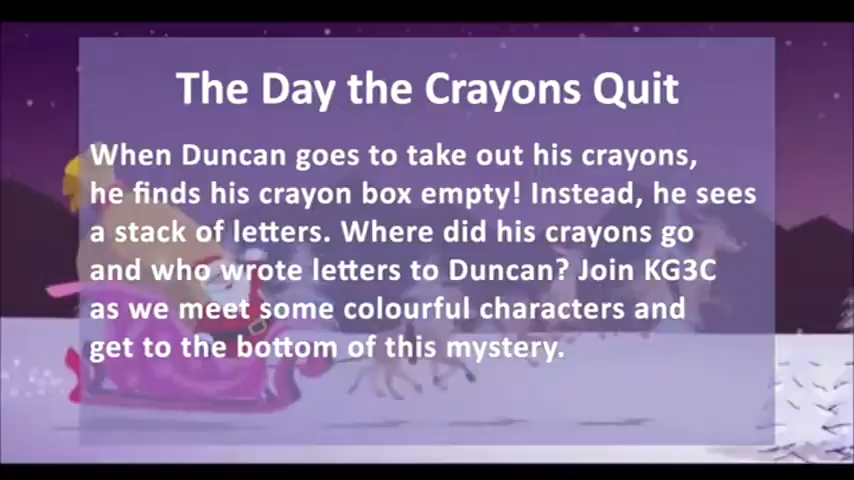 The Day the Crayons Quit
When Duncan goes to take out his crayons,
he finds his crayon box empty! Instead, he sees
a stack of letters. Where did his crayons go
and who wrote letters to Duncan? Join KG3C
as we meet some colourful characters and
get to the bottom of this mystery.